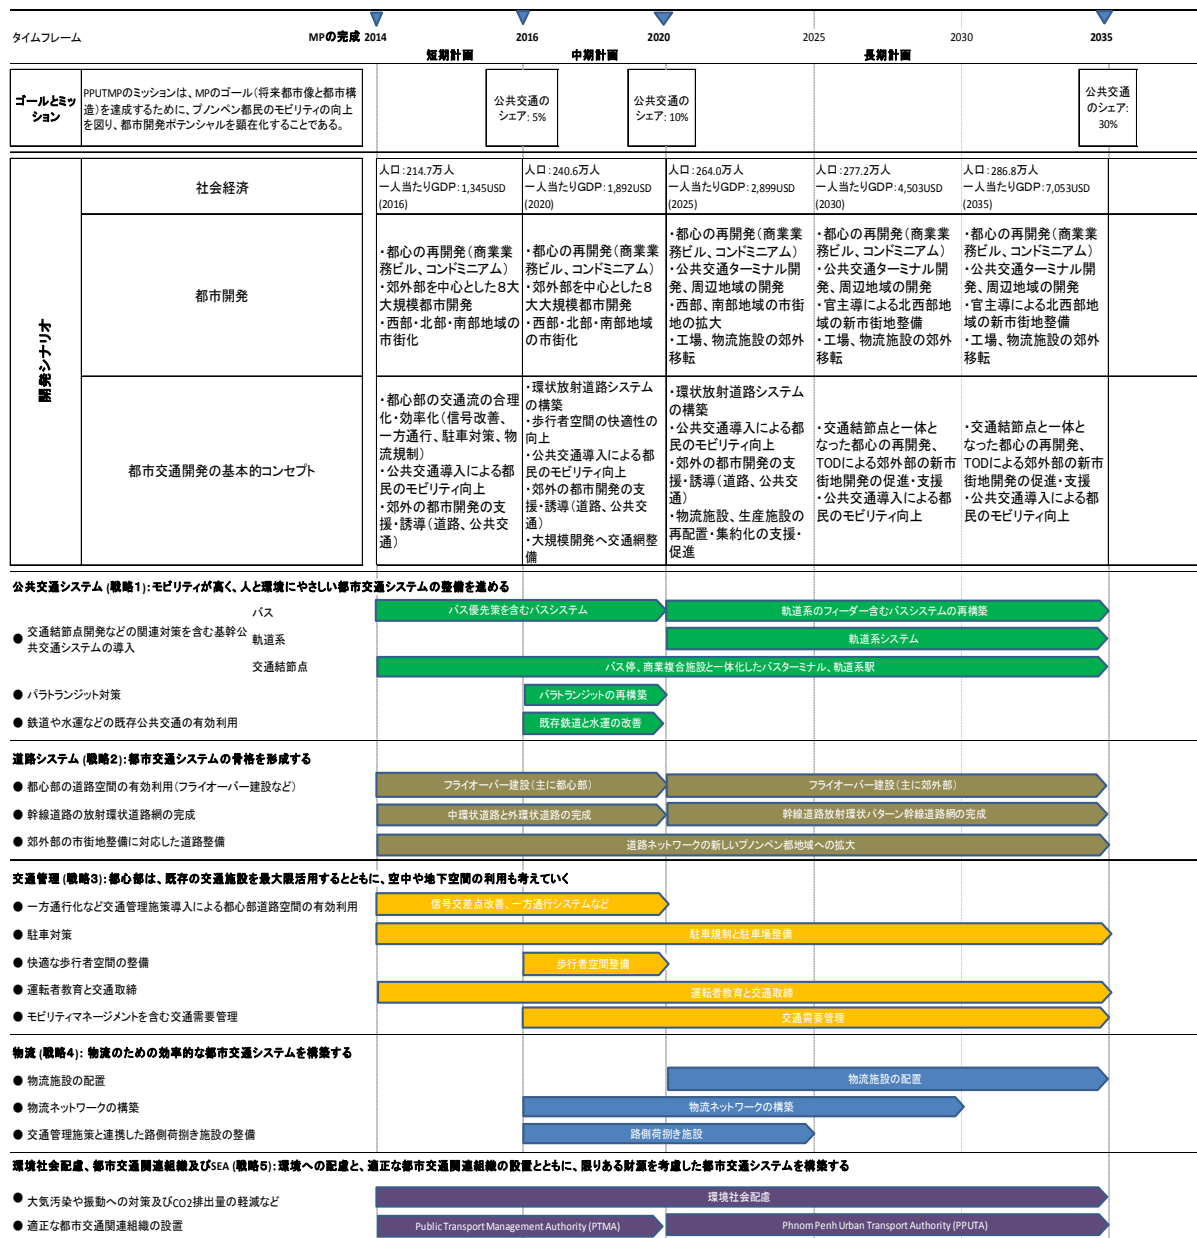 タイムフレーム
MPの完成 2014
2016
2020
2025
2030
2035
短期計画
中期計画
長期計画
ゴールとミッ
ション
PPUTMPのミッションは、MPのゴール(将来都市像と都市構
造)を達成するために、プノンペン都民のモビリティの向上
を図り、都市開発ポテンシャルを顕在化することである。
公共交通の
シェア: 5%
公共交通の
シェア: 10%
公共交通
のシェア:
30%
開発シナリオ
社会経済
人口:214.7万人
一人当たりGDP:1,345USD
(2016)
人口:240.6万人
一人当たりGDP:1,892USD
(2020)
人口:264.0万人
一人当たりGDP:2,899USD
(2025)
人口:277.2万人
一人当たりGDP:4,503USD
(2030)
人口:286.8万人
一人当たりGDP:7,053USD
(2035)
都市開発
・都心の再開発(商業業
務ビル、コンドミニアム)
・郊外部を中心とした8大
大規模都市開発
・西部・北部・南部地域の
市街化
・都心の再開発(商業業
務ビル、コンドミニアム)
・郊外部を中心とした8
大大規模都市開発
・西部・北部・南部地域
の市街化
・都心の再開発(商業業
務ビル、コンドミニアム)
・公共交通ターミナル開
発、周辺地域の開発
・西部、南部地域の市街
地の拡大
・工場、物流施設の郊外
移転
・都心の再開発(商業業
務ビル、コンドミニアム)
・公共交通ターミナル開
発、周辺地域の開発
・官主導による北西部地
域の新市街地整備
・工場、物流施設の郊外
移転
・都心の再開発(商業業
務ビル、コンドミニアム)
・公共交通ターミナル開
発、周辺地域の開発
・官主導による北西部地
域の新市街地整備
・工場、物流施設の郊外
移転
都市交通開発の基本的コンセプト
・都心部の交通流の合理
化・効率化(信号改善、
一方通行、駐車対策、物
流規制)
・公共交通導入による都
民のモビリティ向上
・郊外の都市開発の支
援・誘導(道路、公共交
通)
・環状放射道路システム
の構築
・歩行者空間の快適性の
向上
・公共交通導入による都
民のモビリティ向上
・郊外の都市開発の支
援・誘導(道路、公共交
通)
・大規模開発へ交通網整
備
・環状放射道路システム
の構築
・公共交通導入による都
民のモビリティ向上
・郊外の都市開発の支
援・誘導(道路、公共交
通)
・物流施設、生産施設の
再配置・集約化の支援・
促進
・交通結節点と一体と
なった都心の再開発、
TODによる郊外部の新市
街地開発の促進・支援
・公共交通導入による都
民のモビリティ向上
・交通結節点と一体と
なった都心の再開発、
TODによる郊外部の新市
街地開発の促進・支援
・公共交通導入による都
民のモビリティ向上
公共交通システム (戦略1):モビリティが高く、人と環境にやさしい都市交通システムの整備を進める
● 交通結節点開発などの関連対策を含む基幹公
共交通システムの導入
バス
バス優先策を含むバスシステム
軌道系のフィーダー含むバスシステムの再構築
軌道系
軌道系システム
交通結節点
バス停、商業複合施設と一体化したバスターミナル、軌道系駅
● パラトランジット対策
パラトランジットの再構築
● 鉄道や水運などの既存公共交通の有効利用
既存鉄道と水運の改善
道路システム (戦略2):都市交通システムの骨格を形成する
● 都心部の道路空間の有効利用(フライオーバー建設など)
フライオーバー建設(主に都心部)
フライオーバー建設(主に郊外部)
● 幹線道路の放射環状道路網の完成
中環状道路と外環状道路の完成
幹線道路放射環状パターン幹線道路網の完成
● 郊外部の市街地整備に対応した道路整備
道路ネットワークの新しいプノンペン都地域への拡大
交通管理 (戦略3):都心部は、既存の交通施設を最大限活用するとともに、空中や地下空間の利用も考えていく
● 一方通行化など交通管理施策導入による都心部道路空間の有効利用
信号交差点改善、一方通行システムなど
● 駐車対策
駐車規制と駐車場整備
● 快適な歩行者空間の整備
歩行者空間整備
● 運転者教育と交通取締
運転者教育と交通取締
● モビリティマネージメントを含む交通需要管理
交通需要管理
物流 (戦略4): 物流のための効率的な都市交通システムを構築する
● 物流施設の配置
物流施設の配置
● 物流ネットワークの構築
物流ネットワークの構築
● 交通管理施策と連携した路側荷捌き施設の整備
路側荷捌き施設
環境社会配慮、都市交通関連組織及びSEA (戦略5):環境への配慮と、適正な都市交通関連組織の設置とともに、限りある財源を考慮した都市交通システムを構築する
● 大気汚染や振動への対策及びCO2排出量の軽減など
環境社会配慮
● 適正な都市交通関連組織の設置
Public Transport Management Authority (PTMA)
Phnom Penh Urban Transport Authority (PPUTA)